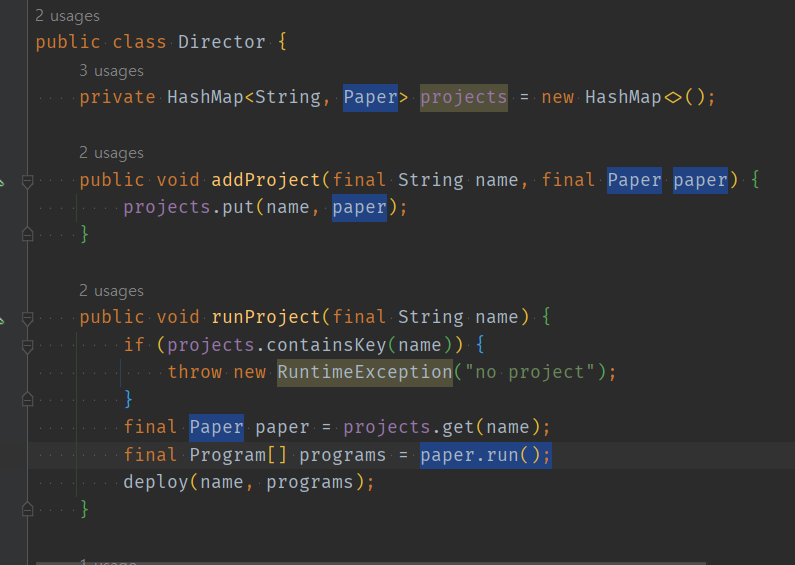 2 usages
public class Director {
3 usages
private HashMap<String, Paper> projects = new HashMap<>();
2 usages
public void addProject(final String name, final Paper paper) {
projects.put(name, paper);
}
2 usages
public void runProject(final String name) {
if (projects.containsKey(name)) {
throw new RuntimeException("no project");
}
final Paper paper = projects.get(name);
final Program[] programs = paper.run();
deploy(name, programs);
}
1 usage